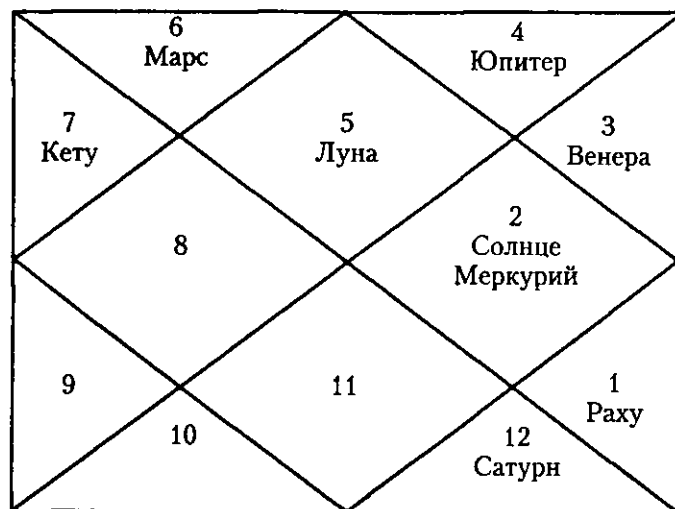 6
Марс
4
Юпитер
7
Кету
5
Луна
3
Венера
8
2
Солнце
Меркурий
9
11
1
Раху
10
12
Сатурн